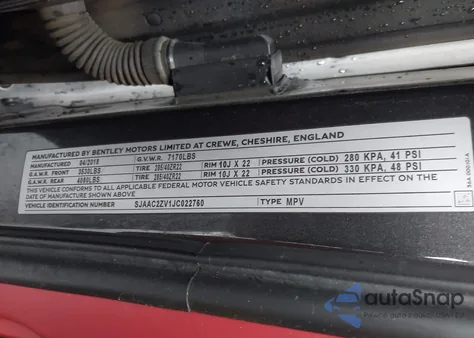 MANUFACTURED BY BENTLEY MOTORS LIMITED AT CREWE, CHESHIRE, ENGLAND
MANUFACTURED 04/2018 G.V.W.R. 7170LBS
G.A.W.R. FRONT 3530LBS TIRE 285/40ZR22 RIM 10J X 22 PRESSURE (COLD) 280 KPA, 41 PSI
G.A.W.R. REAR 4080LBS TIRE 285/40ZR22 RIM 10J X 22 PRESSURE (COLD) 330 KPA, 48 PSI
THIS VEHICLE CONFORMS TO ALL APPLICABLE FEDERAL MOTOR VEHICLE SAFETY STANDARDS IN EFFECT ON THE
DATE OF MANUFACTURE SHOWN ABOVE
VEHICLE IDENTIFICATION NUMBER SJAAC2ZV1JC022760 TYPE MPV
autoSnap